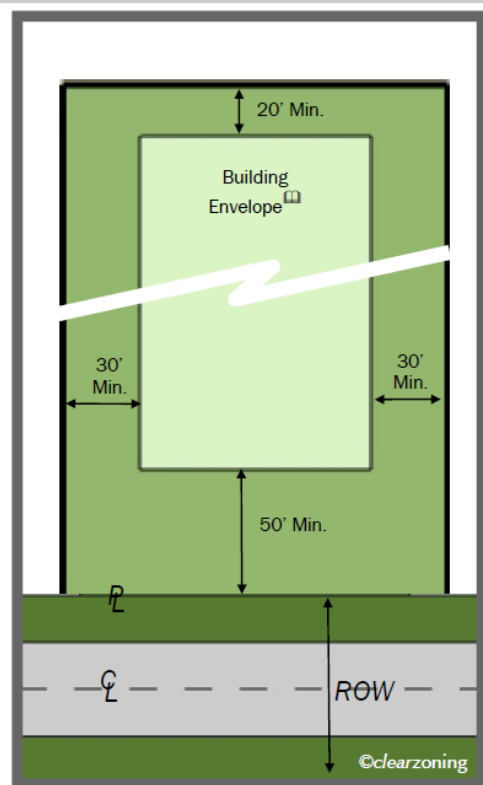 20' Min.
Building
Envelope
30'
Min.
30'
Min.
50' Min.
PL
CL
ROW
©clearzoning